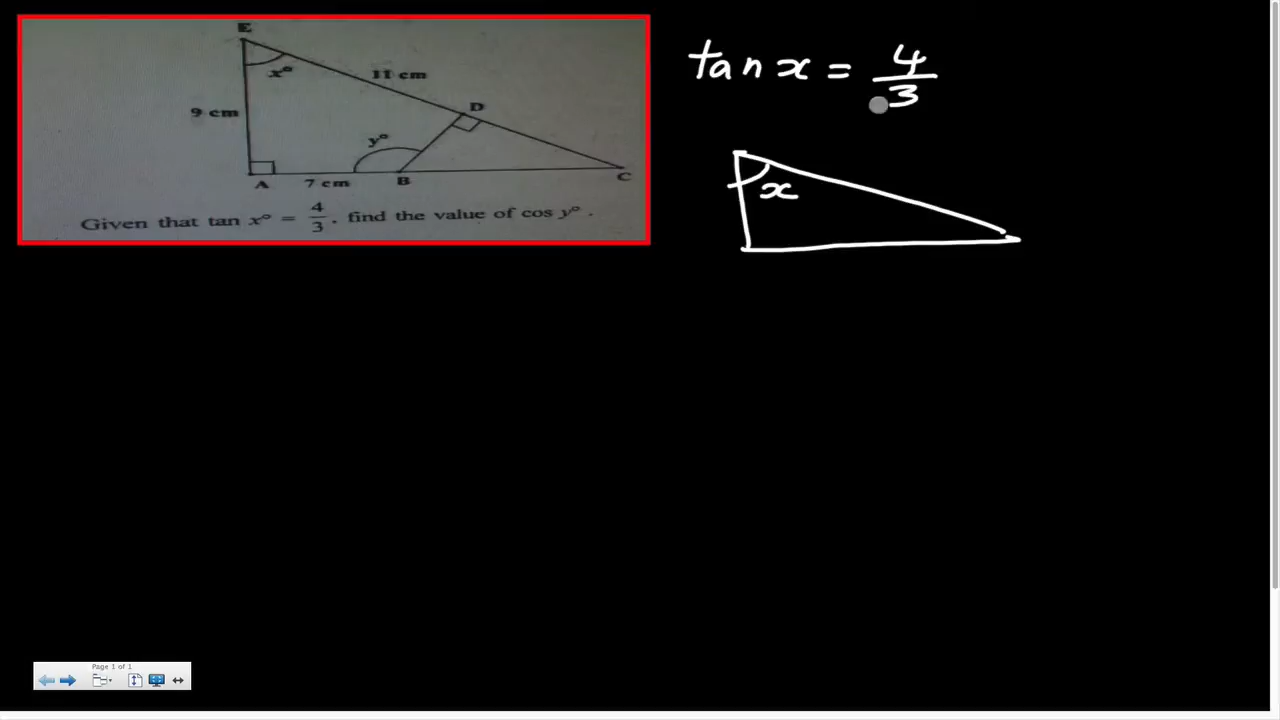 E
x°
11 cm
9 cm
D
y°
A
7 cm
B
C
Given that tan x° = 4/3. find the value of cos y° .
tan x = 4/3
x
Page 1 of 1